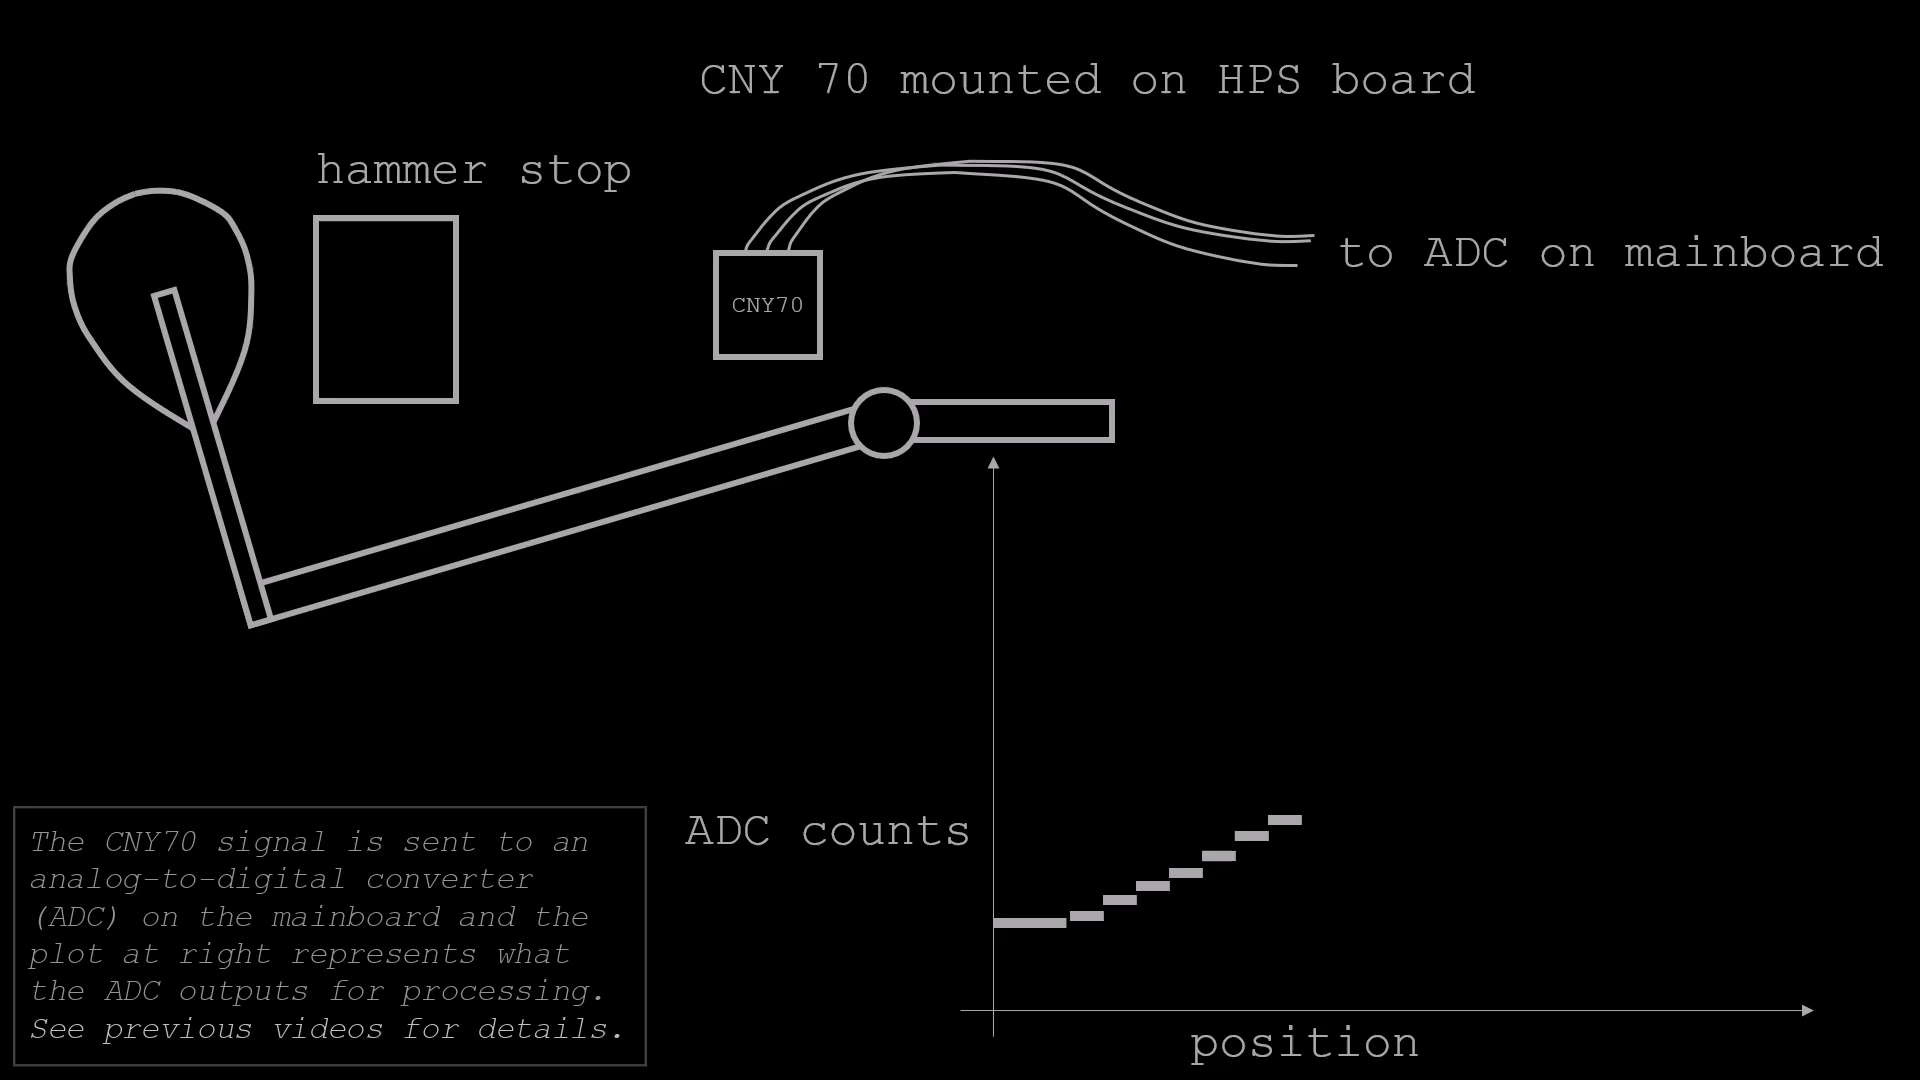 CNY 70 mounted on HPS board
hammer stop
to ADC on mainboard
CNY70
ADC counts
The CNY70 signal is sent to an
analog-to-digital converter
(ADC) on the mainboard and the
plot at right represents what
the ADC outputs for processing.
See previous videos for details.
position